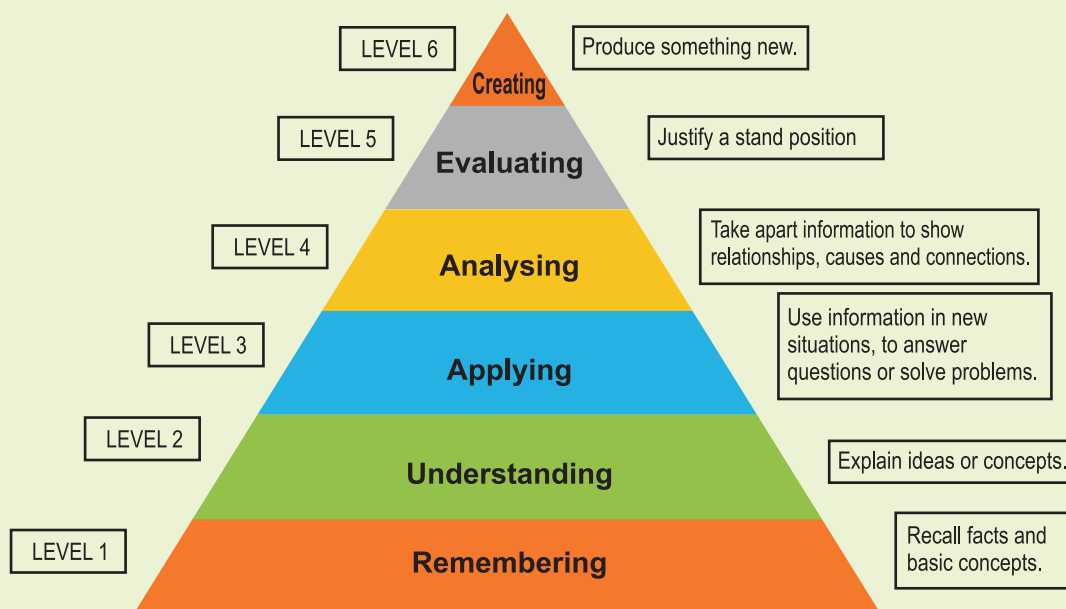 LEVEL 6
Creating
Produce something new.
LEVEL 5
Evaluating
Justify a stand position
LEVEL 4
Analysing
Take apart information to show
relationships, causes and connections.
LEVEL 3
Applying
Use information in new
situations, to answer
questions or solve problems.
LEVEL 2
Understanding
Explain ideas or concepts.
LEVEL 1
Remembering
Recall facts and
basic concepts.